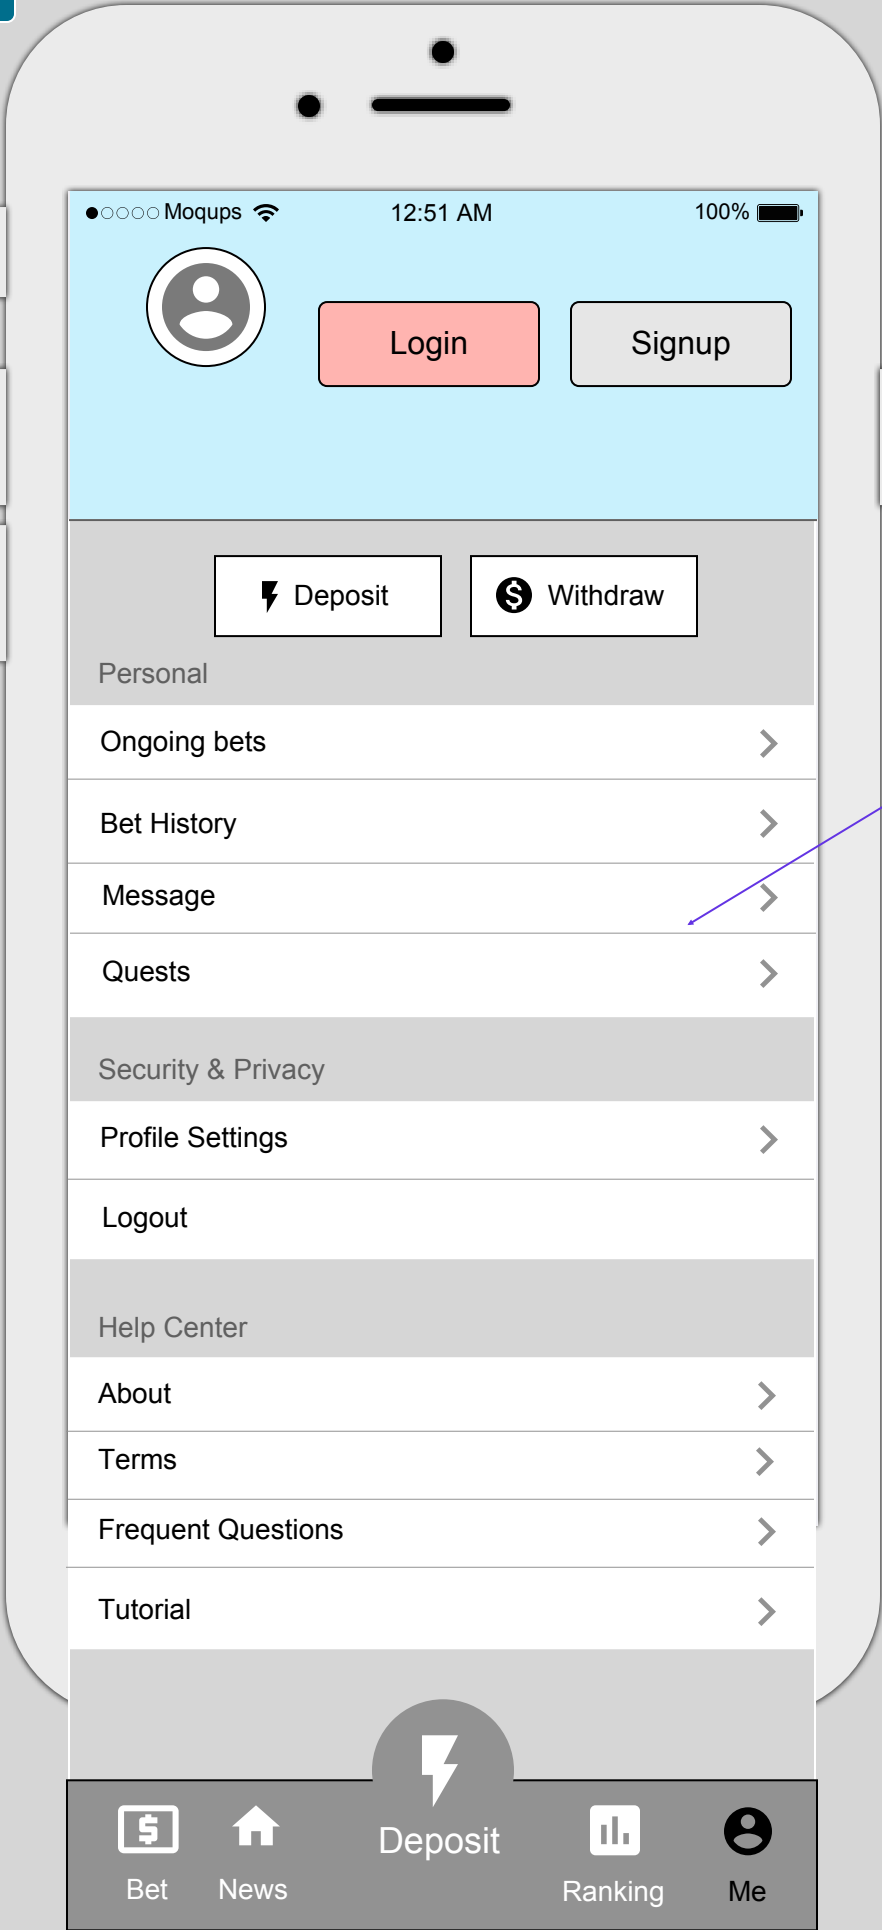 Moqups 12:51 AM 100%
Login Signup
Deposit Withdraw
Personal
Ongoing bets
Bet History
Message
Quests
Security & Privacy
Profile Settings
Logout
Help Center
About
Terms
Frequent Questions
Tutorial
Deposit
Bet News Ranking Me